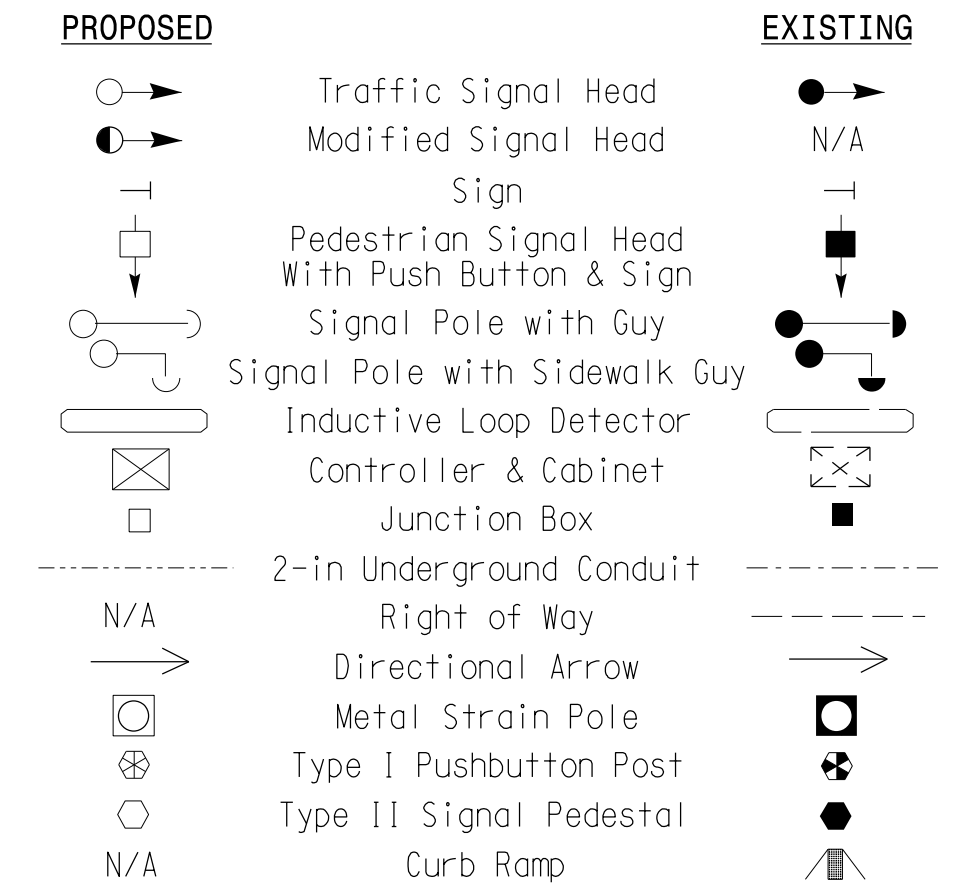 PROPOSED EXISTING
Traffic Signal Head
Modified Signal Head N/A
Sign
Pedestrian Signal Head
With Push Button & Sign
Signal Pole with Guy
Signal Pole with Sidewalk Guy
Inductive Loop Detector
Controller & Cabinet
Junction Box
2-in Underground Conduit
N/A Right of Way
Directional Arrow
Metal Strain Pole
Type I Pushbutton Post
Type II Signal Pedestal
N/A Curb Ramp